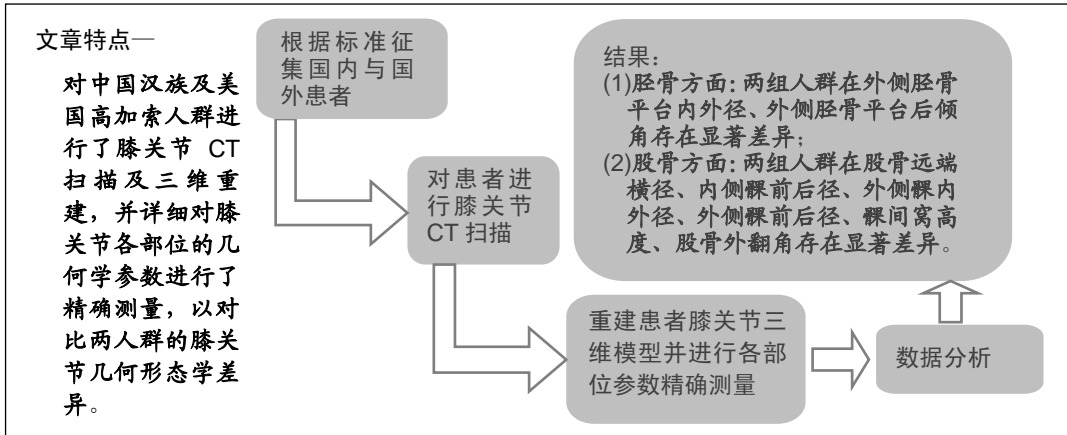 文章特点—
对中国汉族及美
国高加索人群进
行了膝关节 CT
扫描及三维重
建，并详细对膝
关节各部位的几
何学参数进行了
精确测量，以对
比两人群的膝关
节几何形态学差
异。
根据标准征
集国内与国
外患者
对患者进
行膝关节
CT 扫描
重建患者膝关节三
维模型并进行各部
位参数精确测量
数据分析
结果：
(1)胫骨方面：两组人群在外侧胫骨
平台内外径、外侧胫骨平台后倾
角存在显著差异；
(2)股骨方面：两组人群在股骨远端
横径、内侧髁前后径、外侧髁内
外径、外侧髁前后径、髁间窝高
度、股骨外翻角存在显著差异。